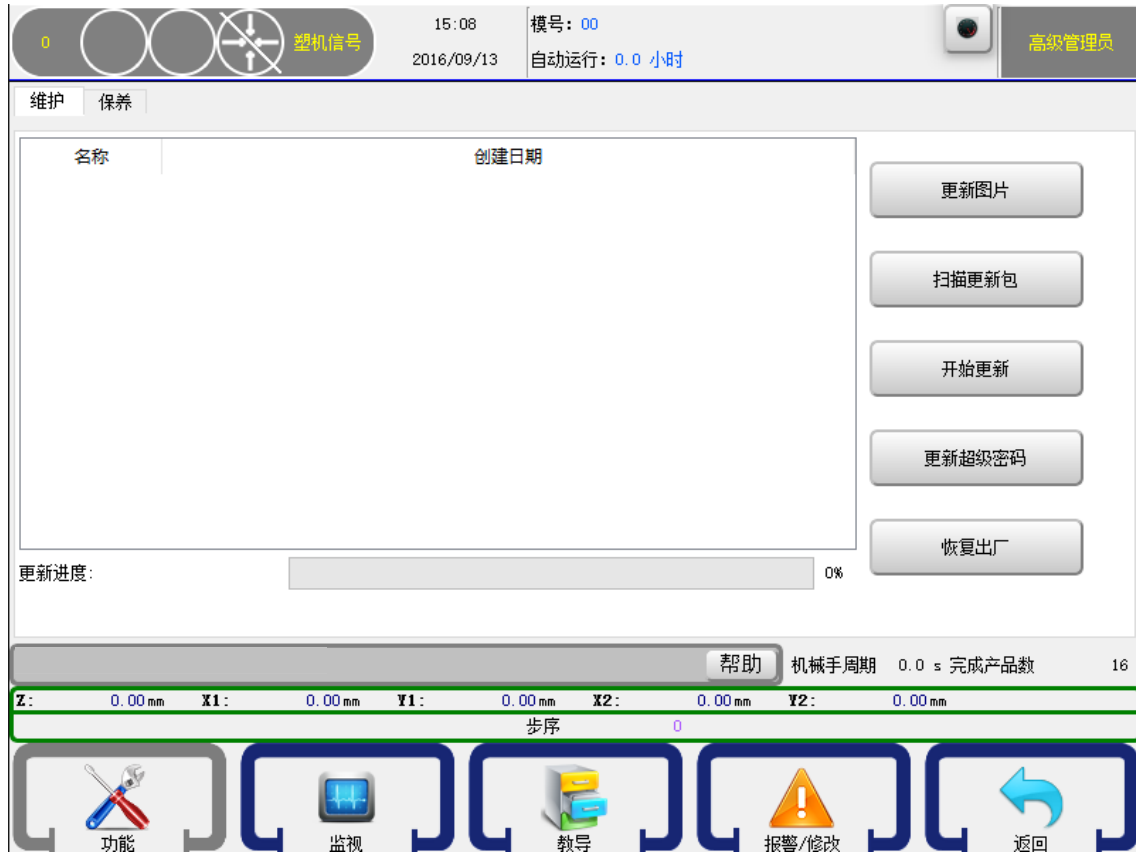 0 塑机信号 15:08 模号: 00 高级管理员
2016/09/13 自动运行: 0.0 小时
维护 保养
名称 创建日期
更新图片
扫描更新包
开始更新
更新超级密码
恢复出厂
更新进度: 0%
帮助 机械手周期 0.0 s 完成产品数 16
Z: 0.00mm X1: 0.00mm Y1: 0.00mm X2: 0.00mm Y2: 0.00mm
步序 0
功能 监视 教导 报警/修改 返回